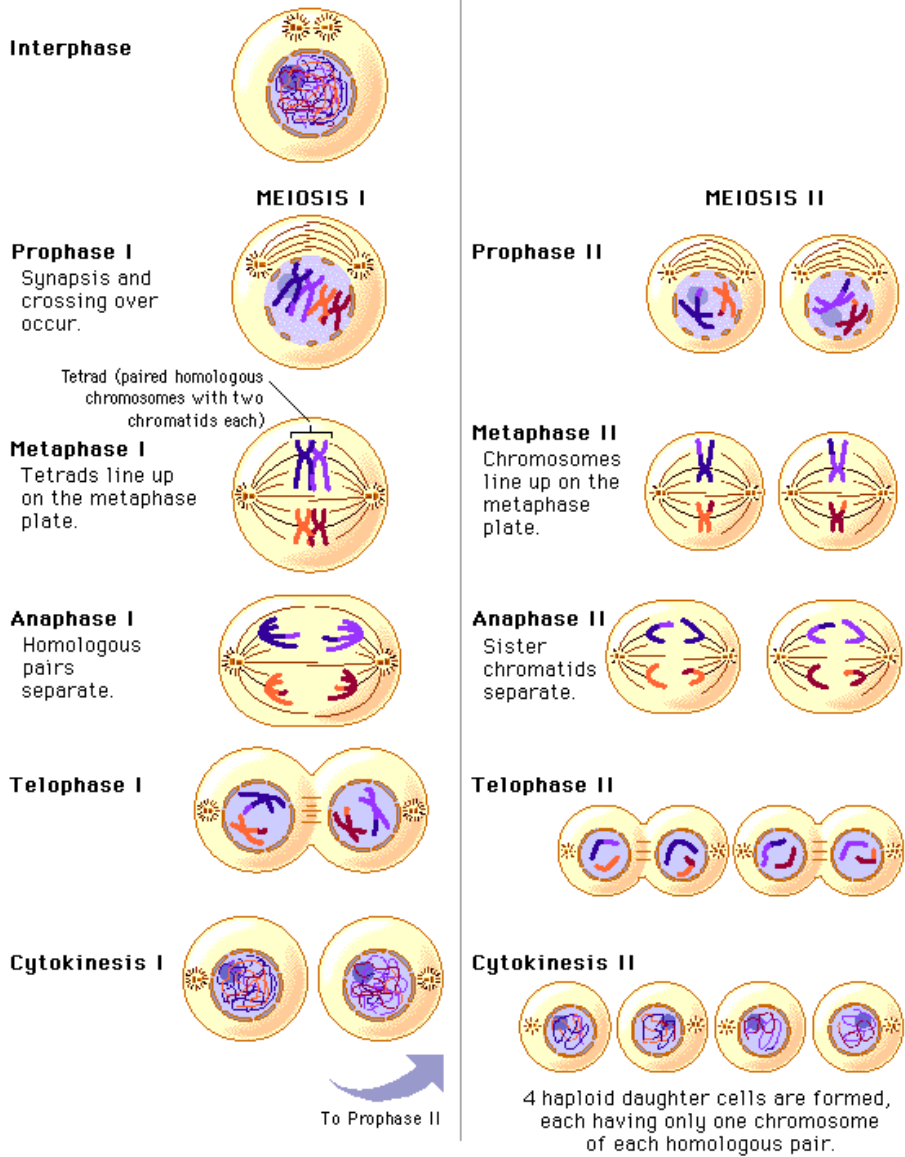 Interphase
MEIOSIS I
Prophase I
Synapsis and
crossing over
occur.
Tetrad (paired homologous
chromosomes with two
chromatids each)
Metaphase I
Tetrads line up
on the metaphase
plate.
Anaphase I
Homologous
pairs
separate.
Telophase I
Cytokinesis I
To Prophase II
MEIOSIS II
Prophase II
Metaphase II
Chromosomes
line up on the
metaphase
plate.
Anaphase II
Sister
chromatids
separate.
Telophase II
Cytokinesis II
4 haploid daughter cells are formed,
each having only one chromosome
of each homologous pair.